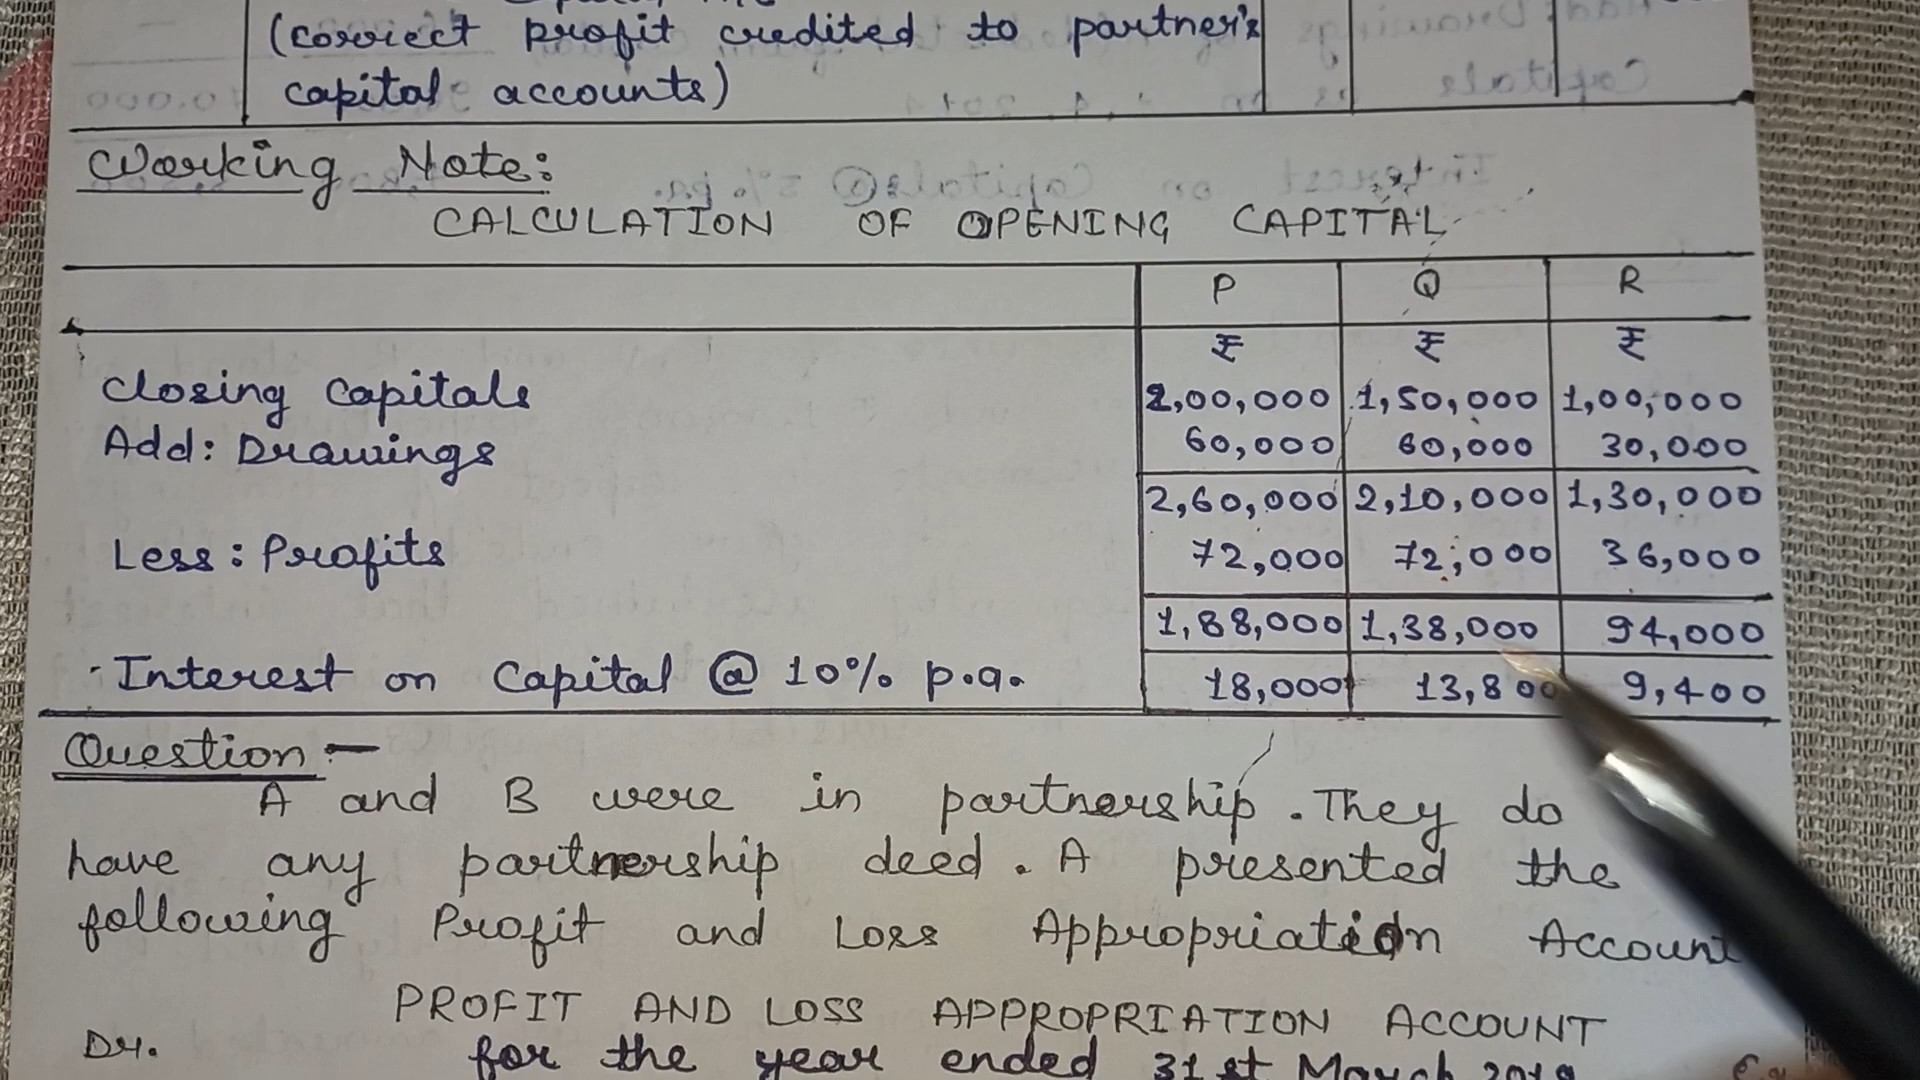 (correct profit credited to partner's
capital accounts)
Working Note:
CALCULATION OF OPENING CAPITAL
P Q R
₹ ₹ ₹
Closing Capitals 2,00,000 1,50,000 1,00,000
Add: Drawings 60,000 60,000 30,000
2,60,000 2,10,000 1,30,000
Less: Profits 72,000 72,000 36,000
1,88,000 1,38,000 94,000
Interest on Capital @ 10% p.a. 18,000 13,800 9,400
Question -
A and B were in partnership. They do
have any partnership deed. A presented the
following Profit and Loss Appropriation Account
PROFIT AND LOSS APPROPRIATION ACCOUNT
Dr. for the year ended 31st March